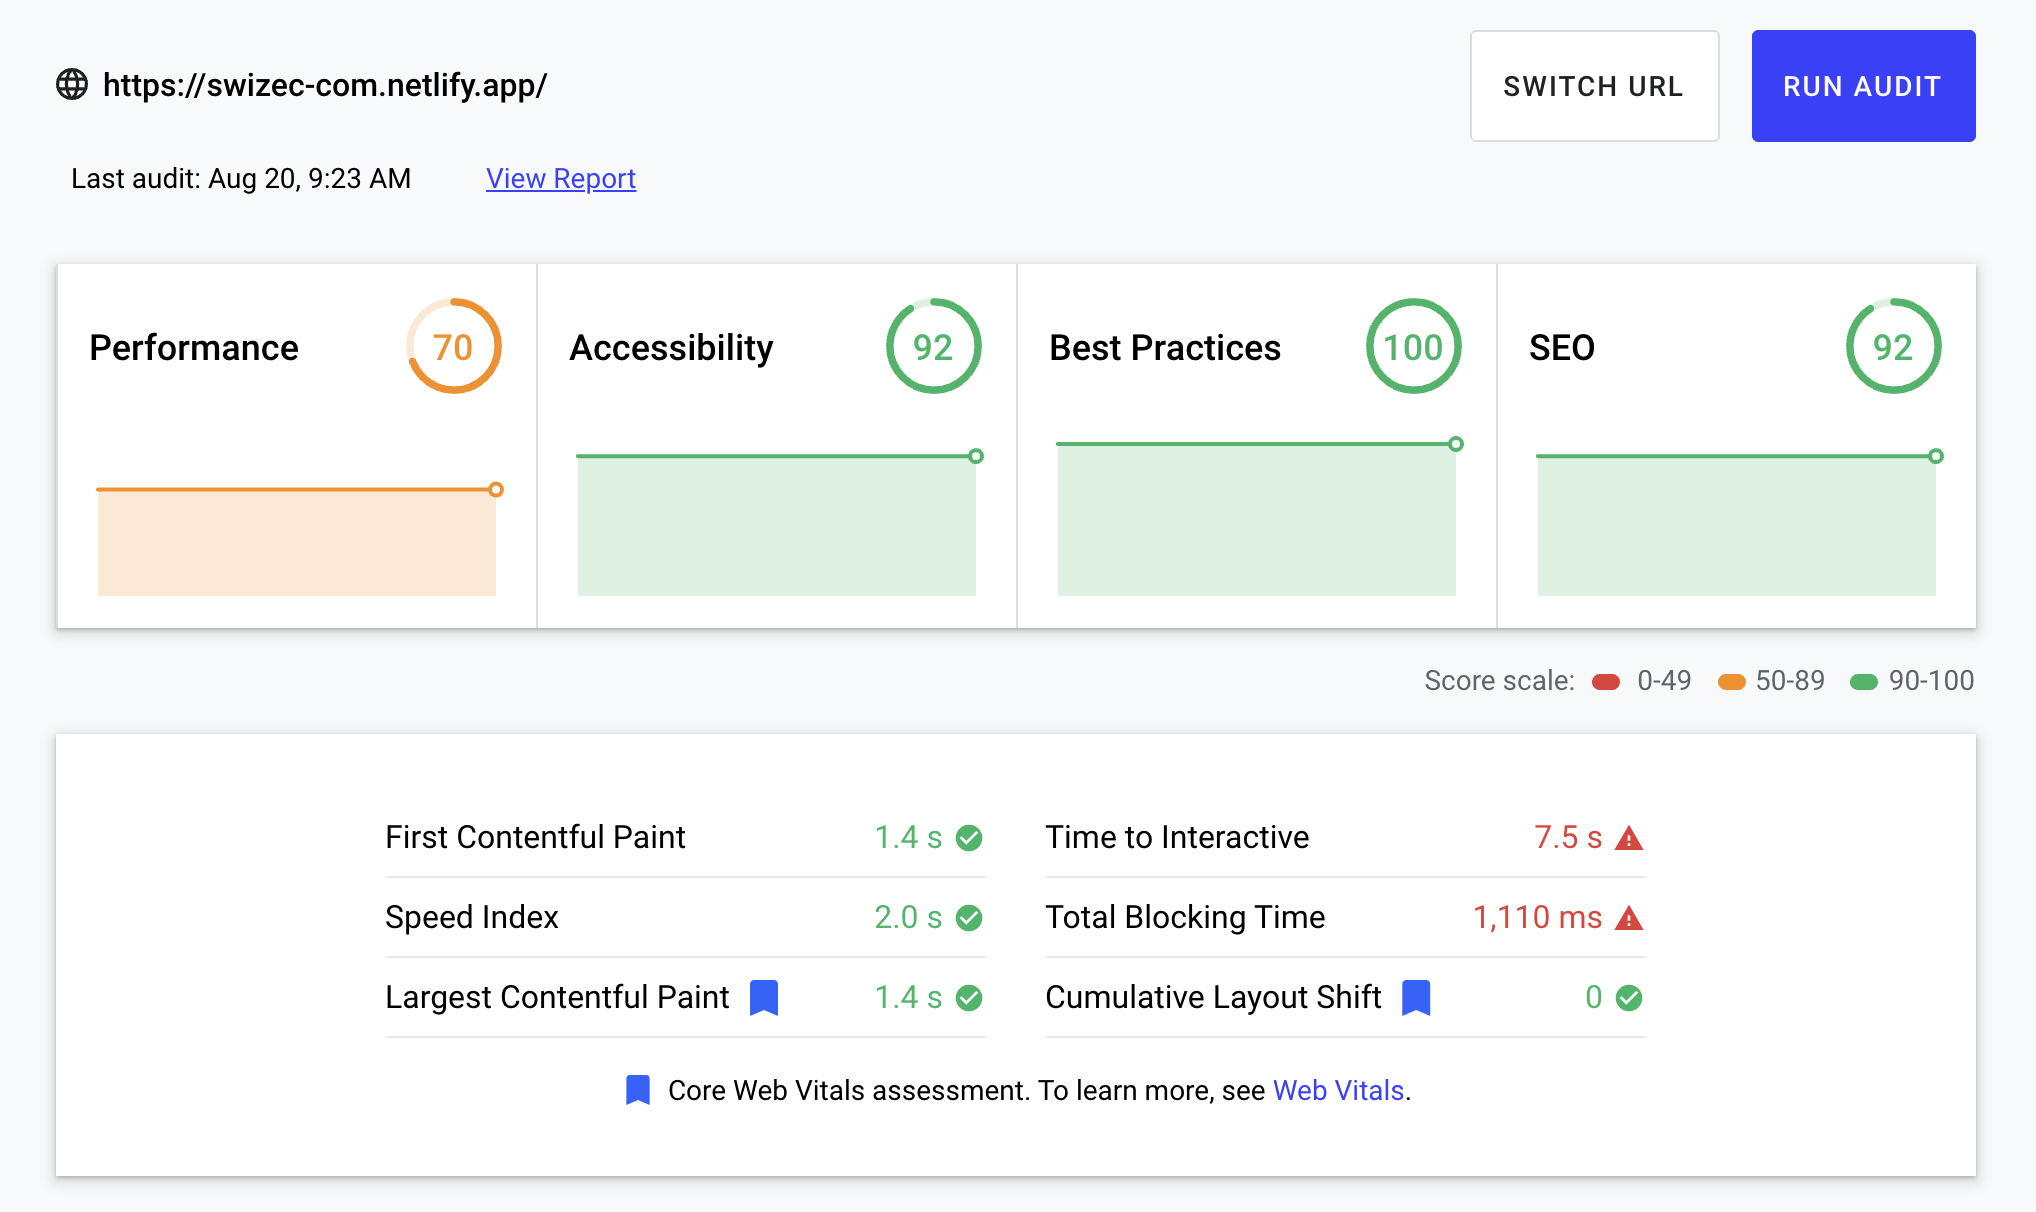 https://swizec-com.netlify.app/
SWITCH URL
RUN AUDIT
Last audit: Aug 20, 9:23 AM View Report
Performance 70
Accessibility 92
Best Practices 100
SEO 92
Score scale: 0-49 50-89 90-100
First Contentful Paint 1.4 s
Time to Interactive 7.5 s
Speed Index 2.0 s
Total Blocking Time 1,110 ms
Largest Contentful Paint 1.4 s
Cumulative Layout Shift 0
Core Web Vitals assessment. To learn more, see Web Vitals.